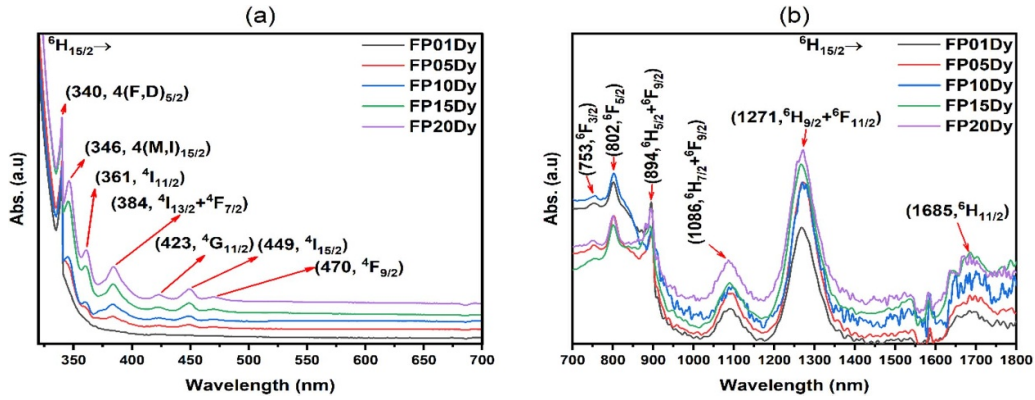 (a)
⁶H₁₅/₂→
FP01Dy
FP05Dy
FP10Dy
FP15Dy
FP20Dy
(340, 4(F,D)₅/₂)
(346, 4(M,I)₁₅/₂)
(361, ⁴I₁₁/₂)
(384, ⁴I₁₃/₂+⁴F₇/₂)
(423, ⁴G₁₁/₂)
(449, ⁴I₁₅/₂)
(470, ⁴F₉/₂)
Abs. (a.u)
350 400 450 500 550 600 650 700
Wavelength (nm)
(b)
⁶H₁₅/₂→
FP01Dy
FP05Dy
FP10Dy
FP15Dy
FP20Dy
(753,⁶F₃/₂)
(802,⁶F₅/₂)
(894,⁶H₅/₂+⁶F₉/₂)
(1086,⁶H₇/₂+⁶F₉/₂)
(1271,⁶H₉/₂+⁶F₁₁/₂)
(1685,⁶H₁₁/₂)
Abs. (a.u)
700 800 900 1000 1100 1200 1300 1400 1500 1600 1700 1800
Wavelength (nm)